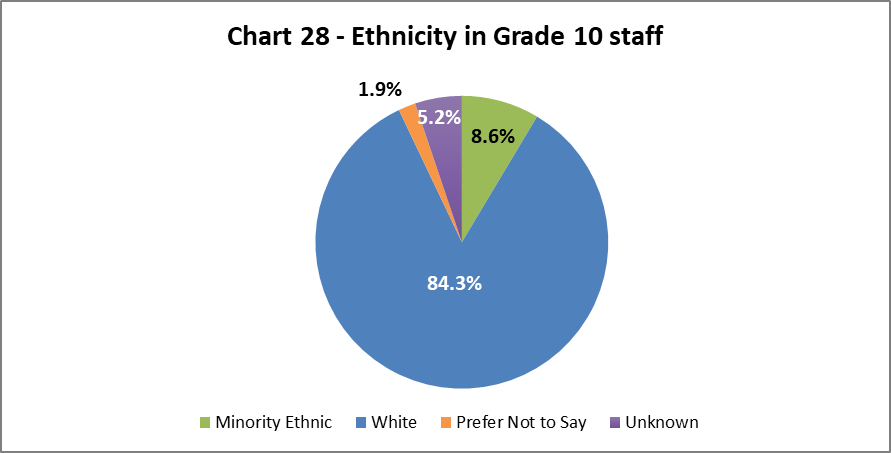 Chart 28 - Ethnicity in Grade 10 staff
1.9%
5.2%
8.6%
84.3%
Minority Ethnic White Prefer Not to Say Unknown